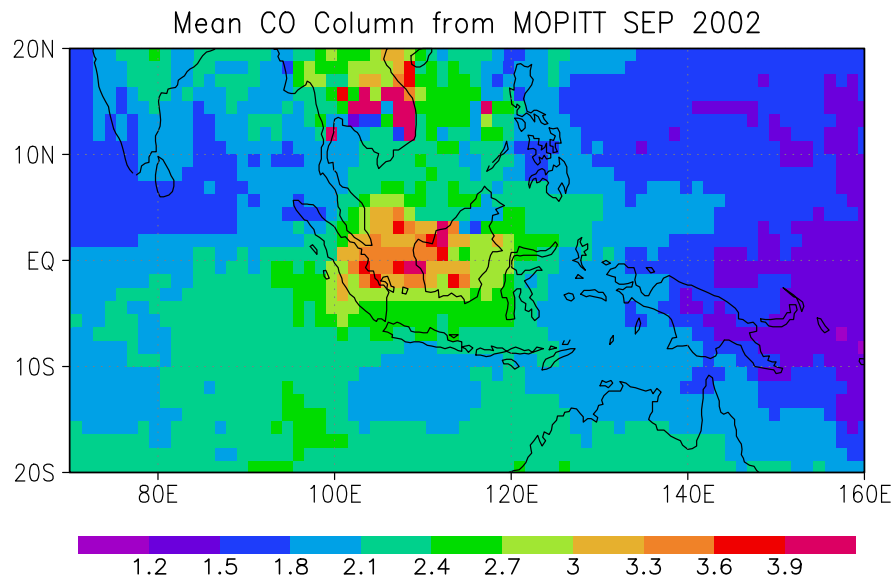 Mean CO Column from MOPITT SEP 2002
20N
10N
EQ
10S
20S
80E 100E 120E 140E 160E
1.2 1.5 1.8 2.1 2.4 2.7 3 3.3 3.6 3.9